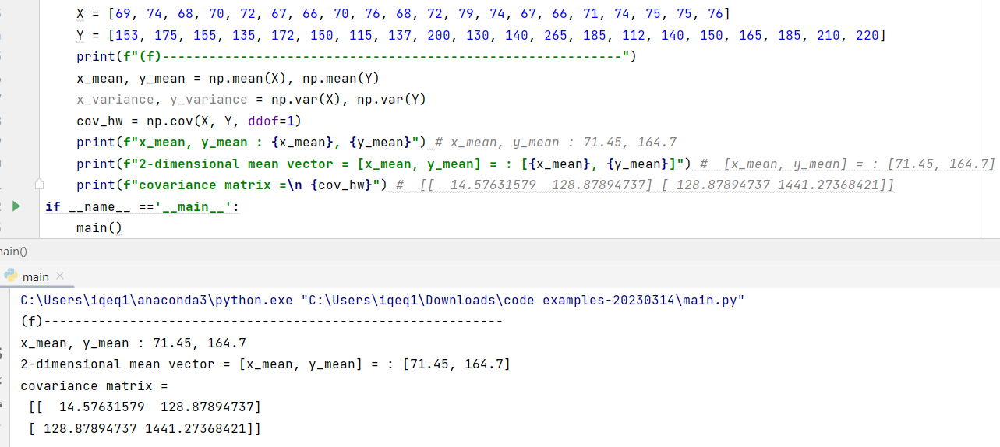 X = [69, 74, 68, 70, 72, 67, 66, 70, 76, 68, 72, 79, 74, 67, 66, 71, 74, 75, 75, 76]
Y = [153, 175, 155, 135, 172, 150, 115, 137, 200, 130, 140, 265, 185, 112, 140, 150, 165, 185, 210, 220]
print(f"(f)-----------------------------------------------------------")
x_mean, y_mean = np.mean(X), np.mean(Y)
x_variance, y_variance = np.var(X), np.var(Y)
cov_hw = np.cov(X, Y, ddof=1)
print(f"x_mean, y_mean : {x_mean}, {y_mean}") # x_mean, y_mean : 71.45, 164.7
print(f"2-dimensional mean vector = [x_mean, y_mean] = : [{x_mean}, {y_mean}]") #  [x_mean, y_mean] = : [71.45, 164.7]
print(f"covariance matrix =\n {cov_hw}") #  [[  14.57631579  128.87894737] [ 128.87894737 1441.27368421]]
if __name__ =='__main__':
main()
main()
main
C:\Users\iqeq1\anaconda3\python.exe "C:\Users\iqeq1\Downloads\code examples-20230314\main.py"
(f)-----------------------------------------------------------
x_mean, y_mean : 71.45, 164.7
2-dimensional mean vector = [x_mean, y_mean] = : [71.45, 164.7]
covariance matrix =
[[  14.57631579  128.87894737]
[ 128.87894737 1441.27368421]]